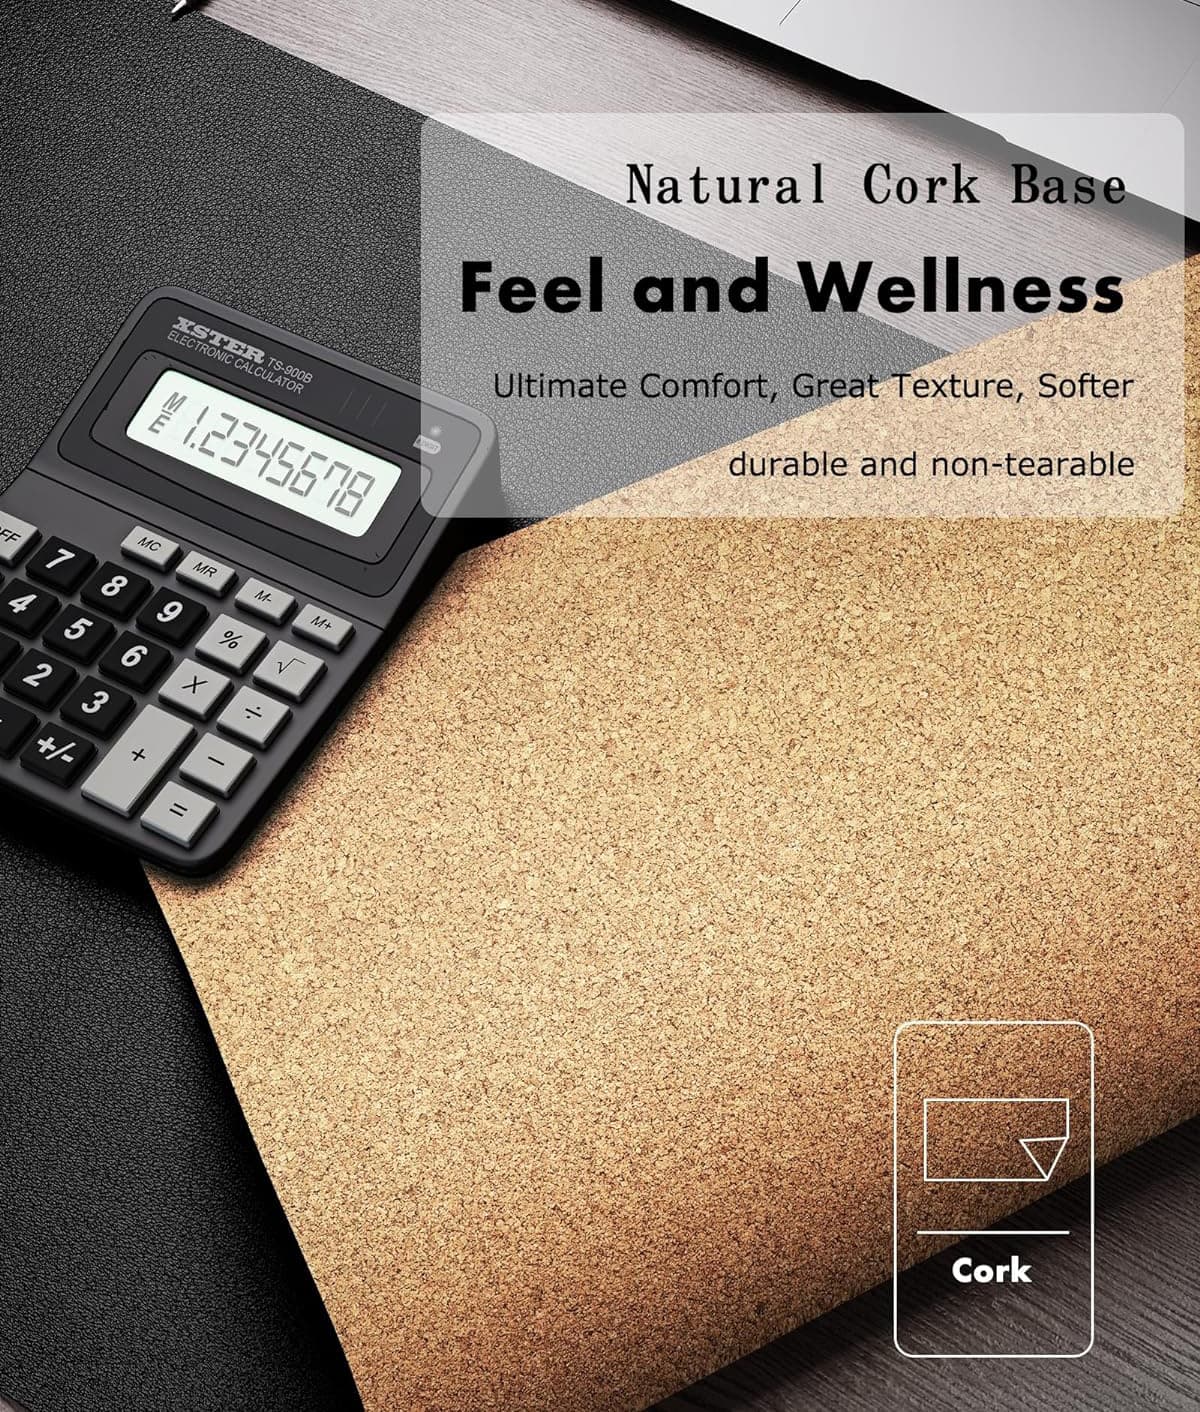 Natural Cork Base
Feel and Wellness
Ultimate Comfort, Great Texture, Softer
durable and non-tearable
XSTER TS-900B
ELECTRONIC CALCULATOR
M
E
1.2345678
MC
MR
M-
M+
7
8
9
%
√
4
5
6
X
÷
2
3
+
−
+/-
=
Cork